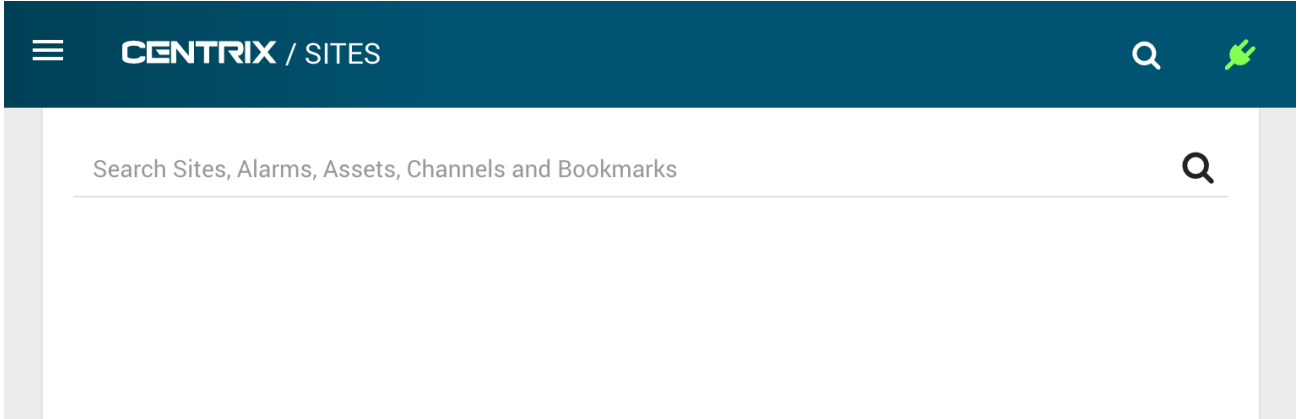 CENTRIX / SITES
Search Sites, Alarms, Assets, Channels and Bookmarks